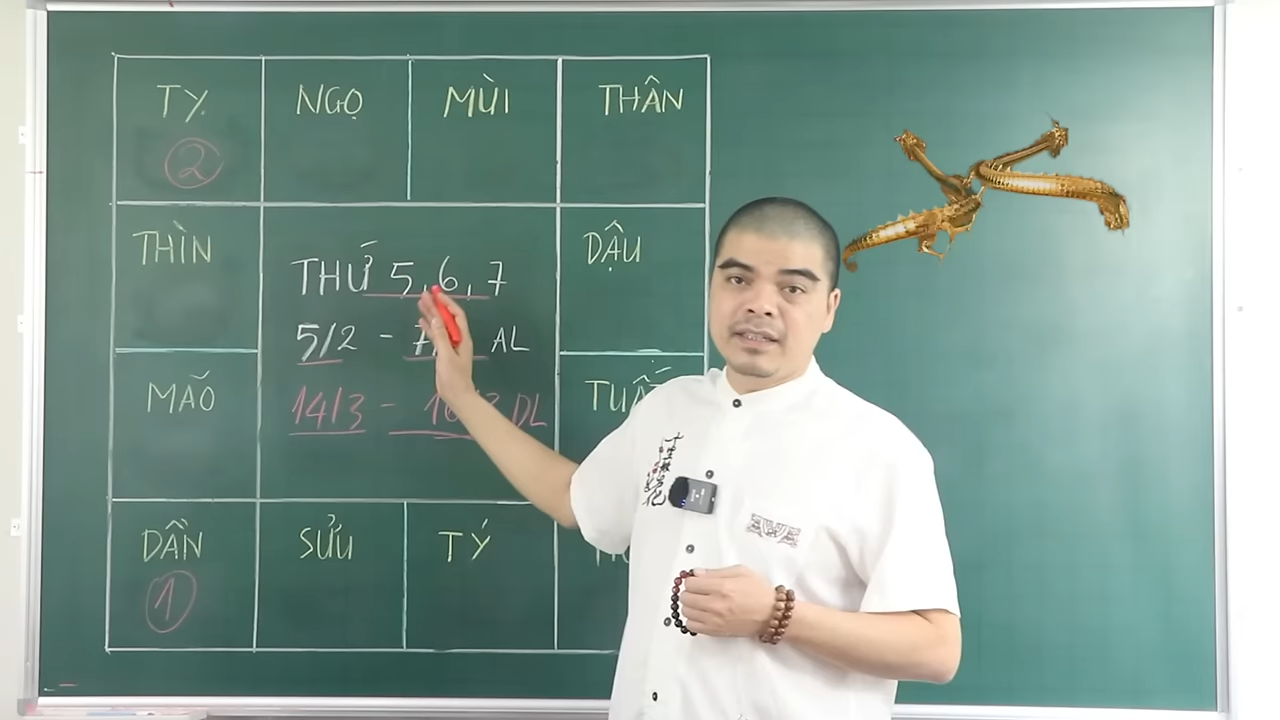 TỴ NGỌ MÙI THÂN
②
THÌN DẬU
THỨ 5, 6, 7
5/2 - AL
MÃO
14/3 - DL
DẦN SỬU TÝ
①